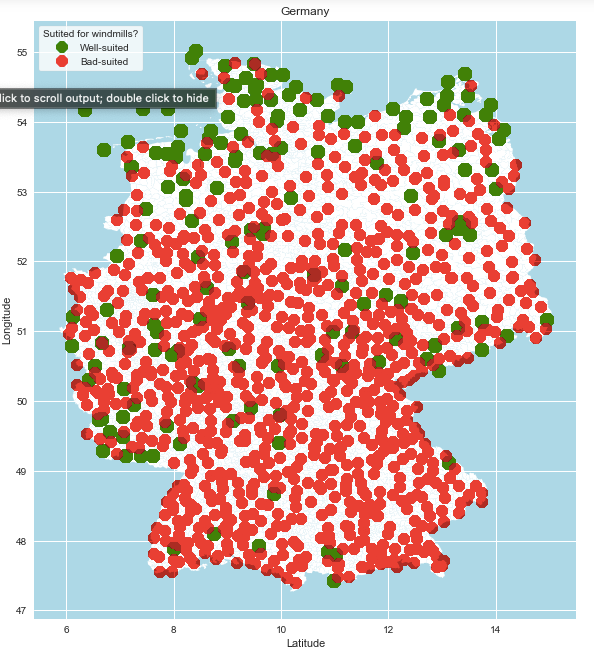 Germany
Sutited for windmills?
Well-suited
Bad-suited
lick to scroll output; double click to hide
55
54
53
52
51
50
49
48
47
Longitude
6 8 10 12 14
Latitude